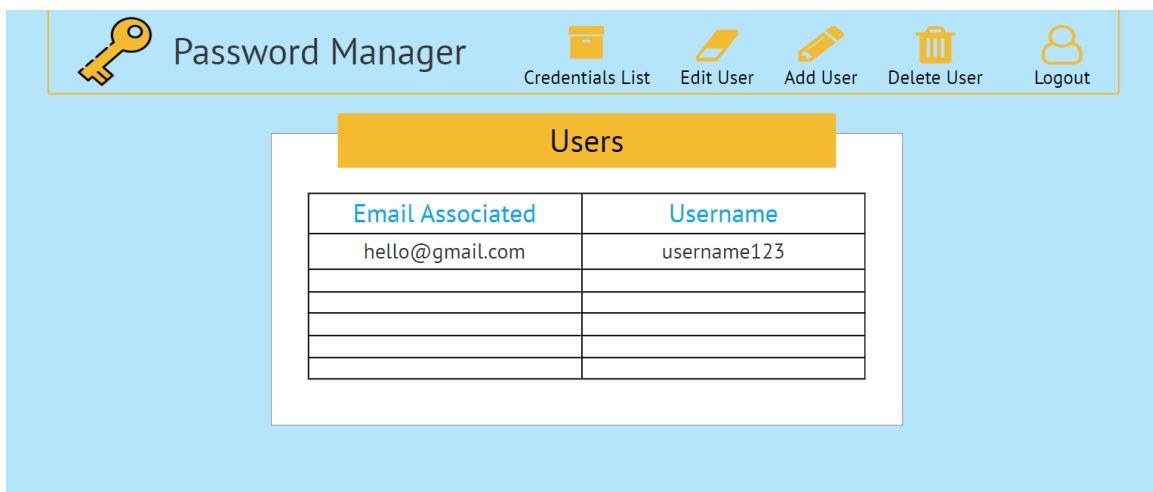 Password Manager
Credentials List Edit User Add User Delete User Logout
Users
Email Associated Username
hello@gmail.com username123